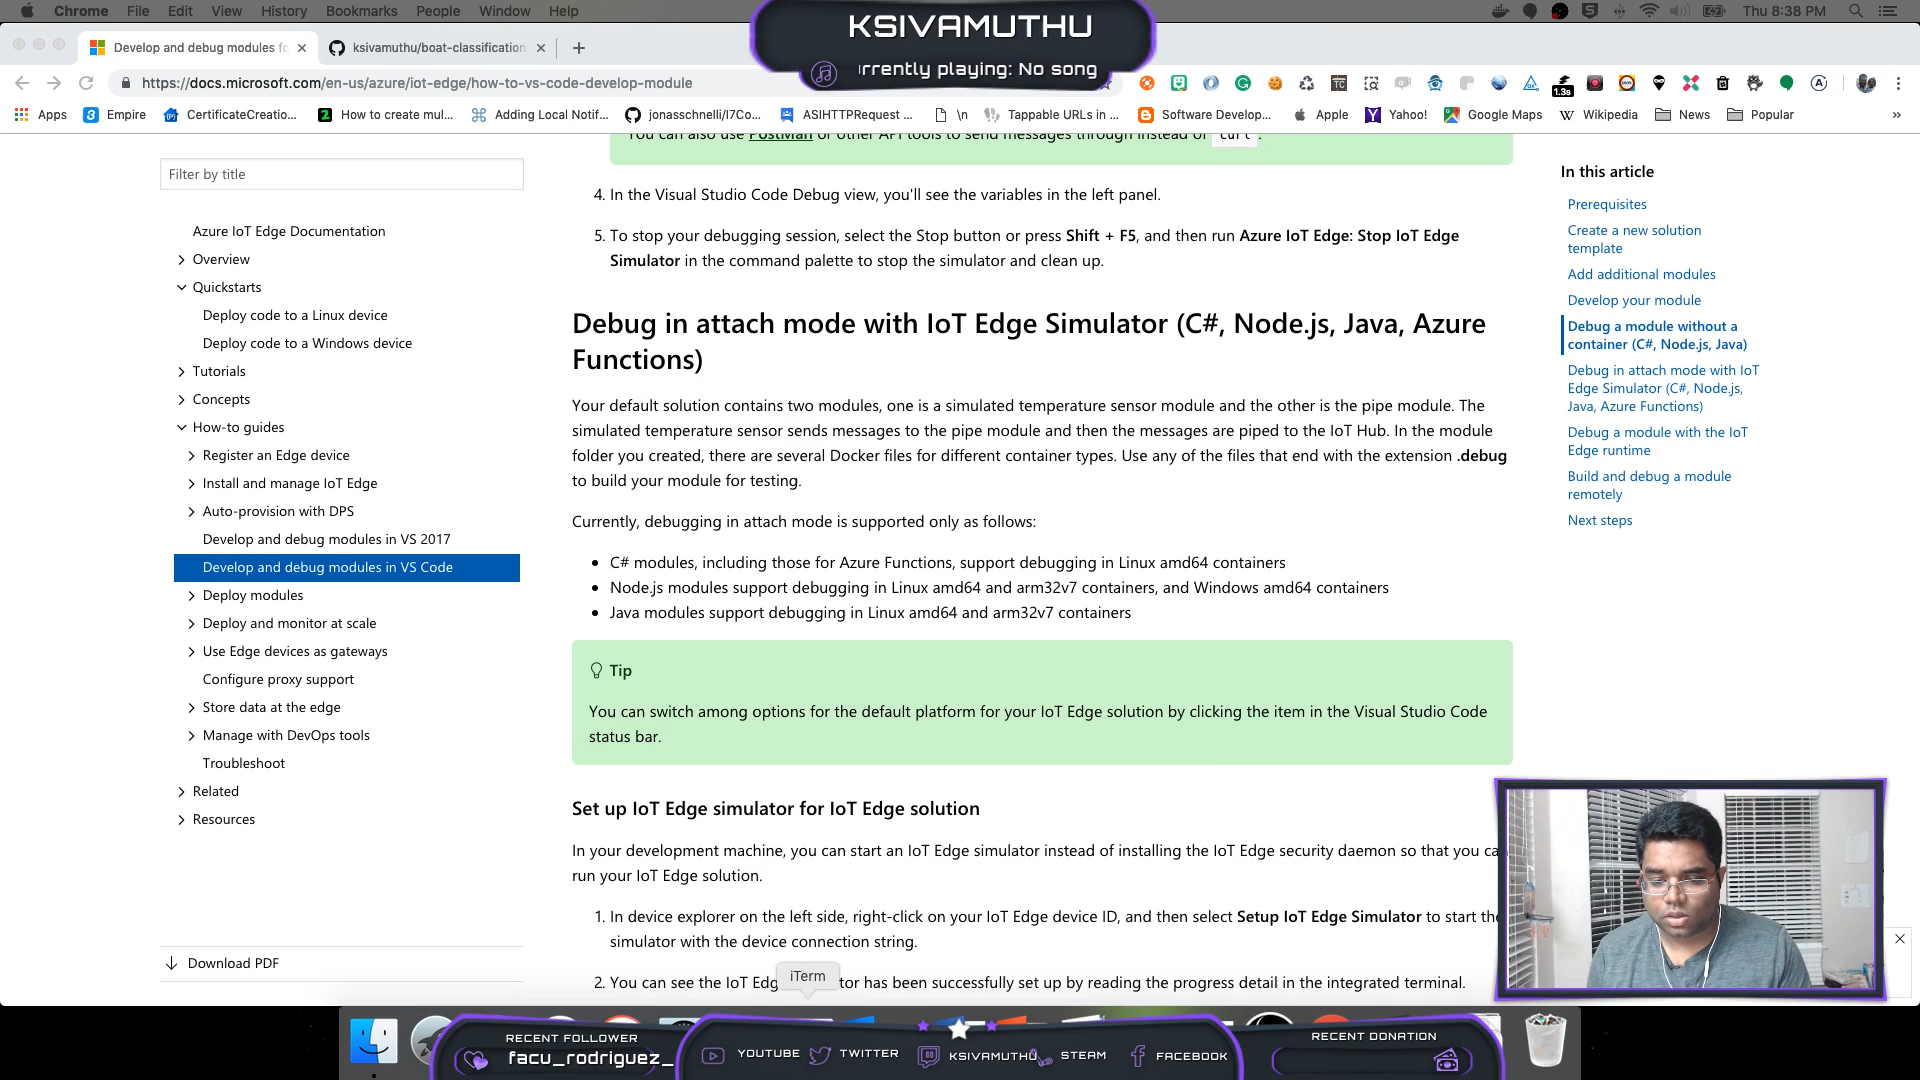 Chrome File Edit View History Bookmarks People Window Help
Thu 8:38 PM
KSIVAMUTHU
rrently playing: No song
Develop and debug modules fo
ksivamuthu/boat-classification
https://docs.microsoft.com/en-us/azure/iot-edge/how-to-vs-code-develop-module
1.3s
Apps Empire CertificateCreatio... How to create mul... Adding Local Notif... jonasschnelli/I7Co... ASIHTTPRequest ... \n Tappable URLs in ... Software Develop... Apple Yahoo! Google Maps Wikipedia News Popular »
You can also use Postman or other API tools to send messages through instead of curl .
Filter by title
Azure IoT Edge Documentation
Overview
Quickstarts
Deploy code to a Linux device
Deploy code to a Windows device
Tutorials
Concepts
How-to guides
Register an Edge device
Install and manage IoT Edge
Auto-provision with DPS
Develop and debug modules in VS 2017
Develop and debug modules in VS Code
Deploy modules
Deploy and monitor at scale
Use Edge devices as gateways
Configure proxy support
Store data at the edge
Manage with DevOps tools
Troubleshoot
Related
Resources
Download PDF
4. In the Visual Studio Code Debug view, you'll see the variables in the left panel.
5. To stop your debugging session, select the Stop button or press Shift + F5, and then run Azure IoT Edge: Stop IoT Edge
Simulator in the command palette to stop the simulator and clean up.
Debug in attach mode with IoT Edge Simulator (C#, Node.js, Java, Azure
Functions)
Your default solution contains two modules, one is a simulated temperature sensor module and the other is the pipe module. The
simulated temperature sensor sends messages to the pipe module and then the messages are piped to the IoT Hub. In the module
folder you created, there are several Docker files for different container types. Use any of the files that end with the extension .debug
to build your module for testing.
Currently, debugging in attach mode is supported only as follows:
• C# modules, including those for Azure Functions, support debugging in Linux amd64 containers
• Node.js modules support debugging in Linux amd64 and arm32v7 containers, and Windows amd64 containers
• Java modules support debugging in Linux amd64 and arm32v7 containers
Tip
You can switch among options for the default platform for your IoT Edge solution by clicking the item in the Visual Studio Code
status bar.
Set up IoT Edge simulator for IoT Edge solution
In your development machine, you can start an IoT Edge simulator instead of installing the IoT Edge security daemon so that you ca
run your IoT Edge solution.
1. In device explorer on the left side, right-click on your IoT Edge device ID, and then select Setup IoT Edge Simulator to start the
simulator with the device connection string.
2. You can see the IoT Edg tor has been successfully set up by reading the progress detail in the integrated terminal.
iTerm
In this article
Prerequisites
Create a new solution
template
Add additional modules
Develop your module
Debug a module without a
container (C#, Node.js, Java)
Debug in attach mode with IoT
Edge Simulator (C#, Node.js,
Java, Azure Functions)
Debug a module with the IoT
Edge runtime
Build and debug a module
remotely
Next steps
RECENT FOLLOWER
facu_rodriguez_
YOUTUBE TWITTER KSIVAMUTHU STEAM FACEBOOK
RECENT DONATION